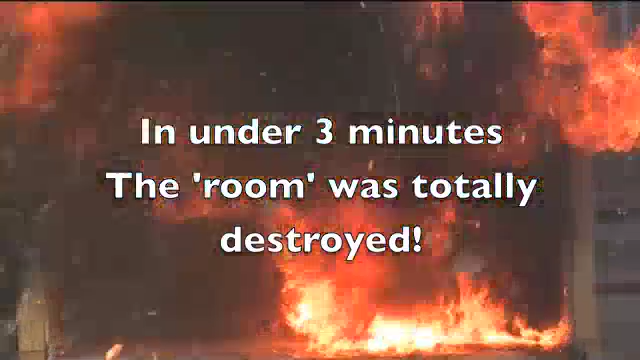 In under 3 minutes
The 'room' was totally
destroyed!